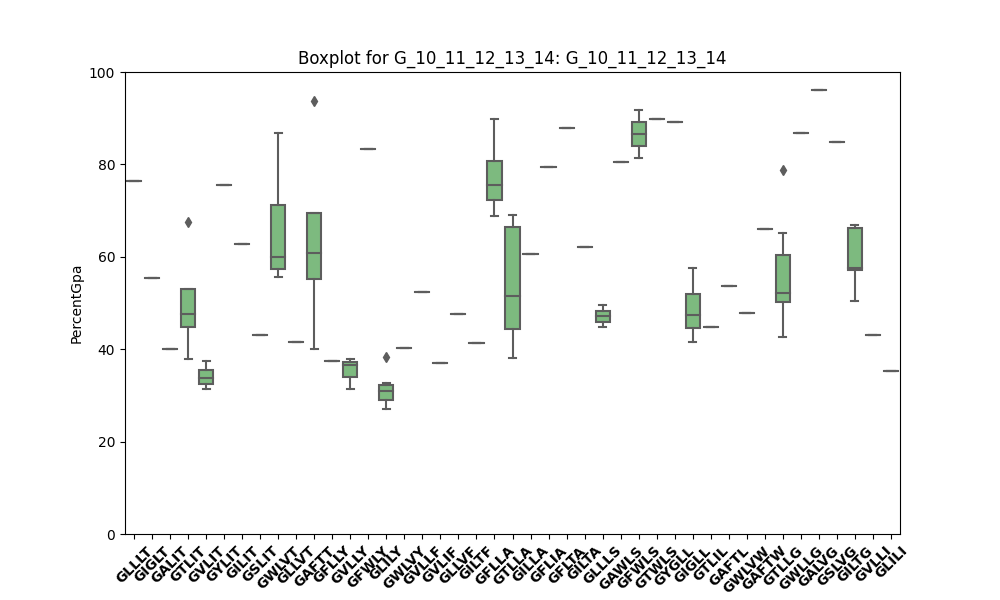 Boxplot for G_10_11_12_13_14: G_10_11_12_13_14
PercentGpa
100
80
60
40
20
0
GLLLT
GIGLT
GALIT
GTLIT
GVLIT
GYLIT
GILIT
GSLIT
GWLVT
GLLVT
GAFTT
GFLLY
GVLLY
GFWLY
GLILY
GWLVY
GVLLF
GVLIF
GLLVF
GILTF
GFLLA
GTLLA
GILLA
GFLIA
GFLTA
GILTA
GLLLS
GAWLS
GFWLS
GTWLS
GYGLL
GIGLL
GTLIL
GAFTL
GWLVW
GAFTW
GTLLG
GWLLG
GALVG
GSLVG
GILTG
GVLLI
GLILI